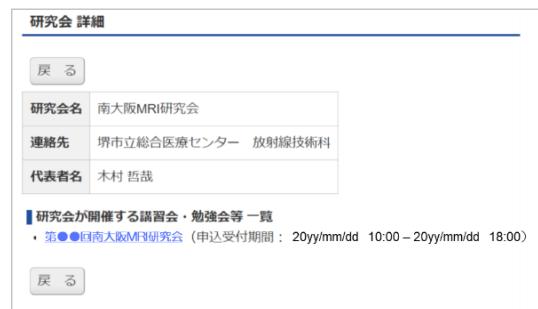 研究会 詳細
戻 る
研究会名 南大阪MRI研究会
連絡先 堺市立総合医療センター 放射線技術科
代表者名 木村 哲哉
研究会が開催する講習会・勉強会等 一覧
・ 第●●回南大阪MRI研究会（申込受付期間： 20yy/mm/dd 10:00 – 20yy/mm/dd 18:00）
戻 る